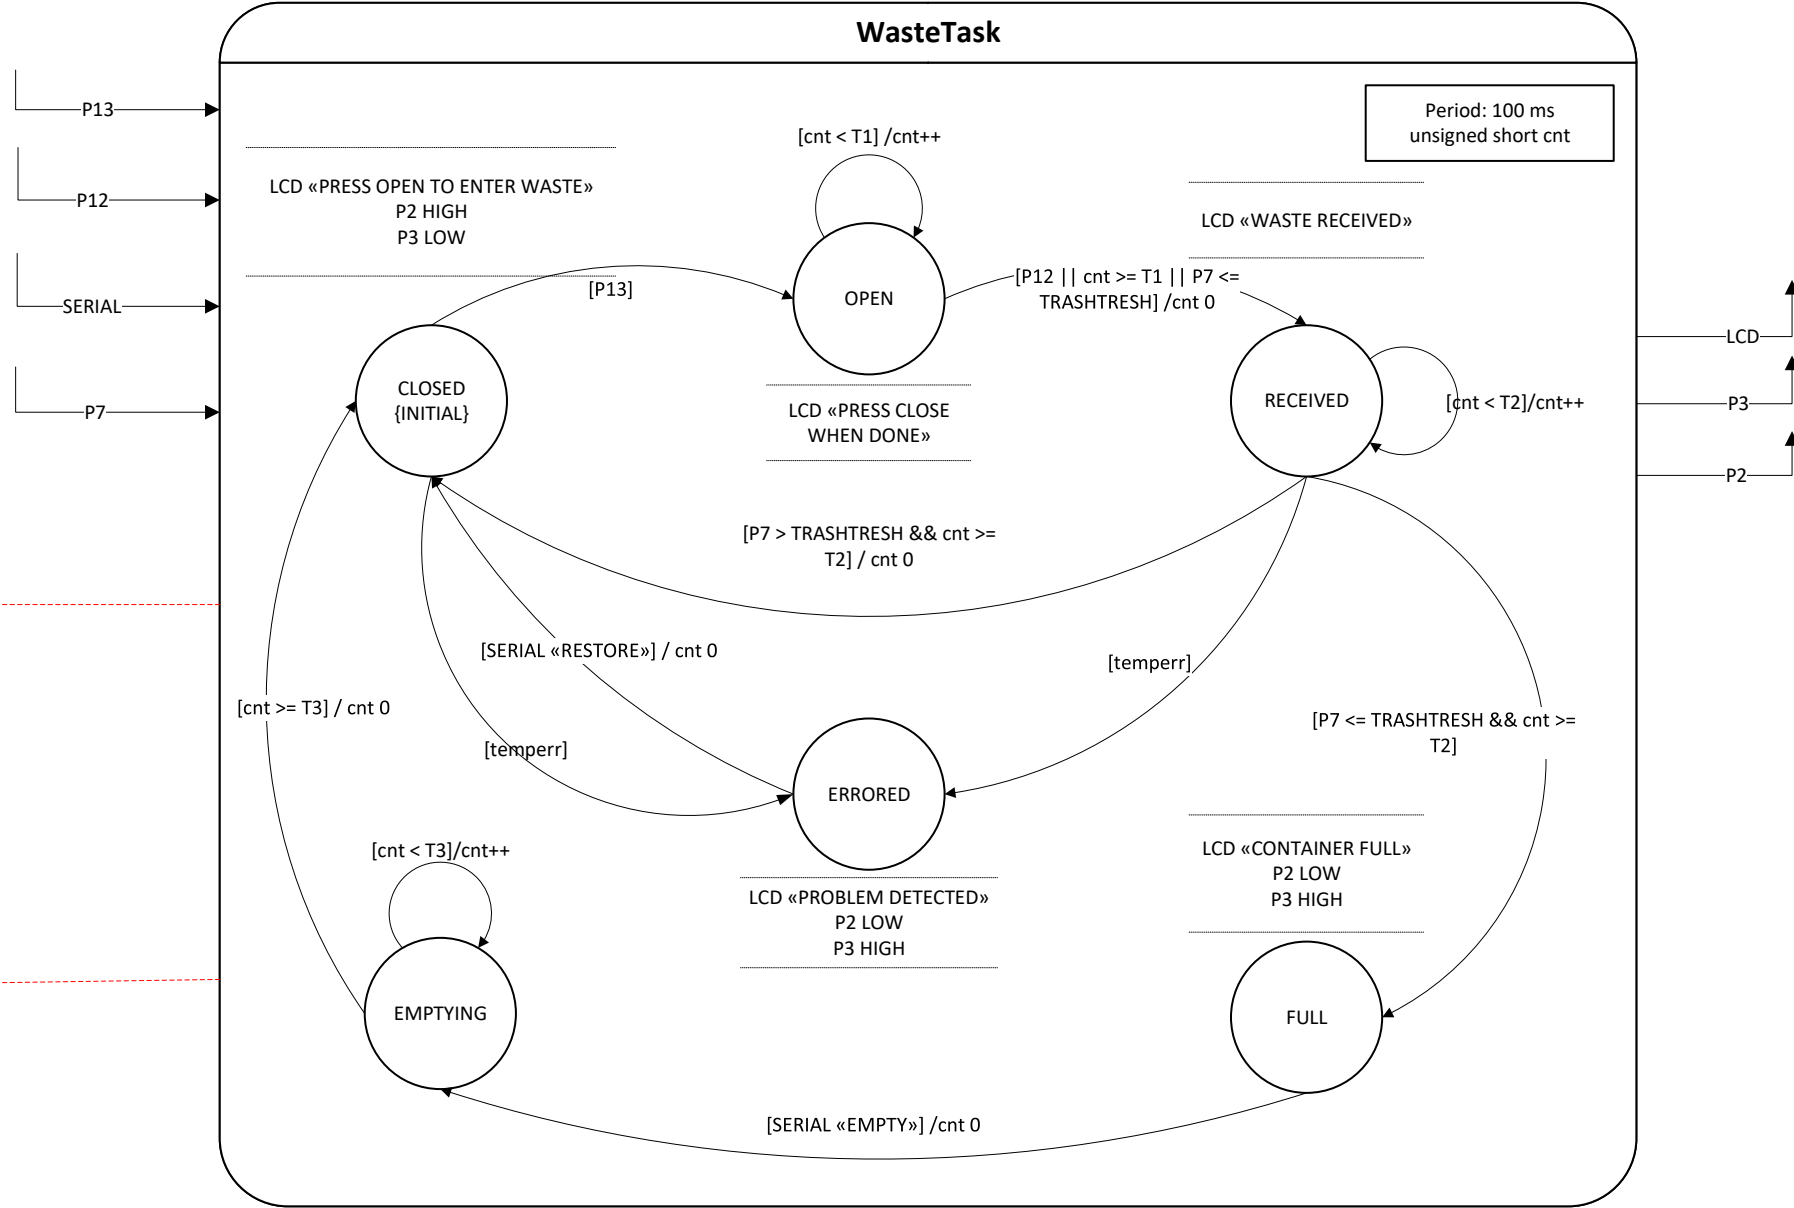 WasteTask
Period: 100 ms
unsigned short cnt
P13
P12
SERIAL
P7
LCD «PRESS OPEN TO ENTER WASTE»
P2 HIGH
P3 LOW
[cnt < T1] /cnt++
LCD «WASTE RECEIVED»
[P13]
OPEN
[P12 || cnt >= T1 || P7 <=
TRASHTRESH] /cnt 0
LCD
P3
P2
CLOSED
{INITIAL}
LCD «PRESS CLOSE
WHEN DONE»
RECEIVED
[cnt < T2]/cnt++
[P7 > TRASHTRESH && cnt >=
T2] / cnt 0
[SERIAL «RESTORE»] / cnt 0
[temperr]
[cnt >= T3] / cnt 0
[temperr]
[P7 <= TRASHTRESH && cnt >=
T2]
ERRORED
[cnt < T3]/cnt++
LCD «PROBLEM DETECTED»
P2 LOW
P3 HIGH
LCD «CONTAINER FULL»
P2 LOW
P3 HIGH
EMPTYING
FULL
[SERIAL «EMPTY»] /cnt 0